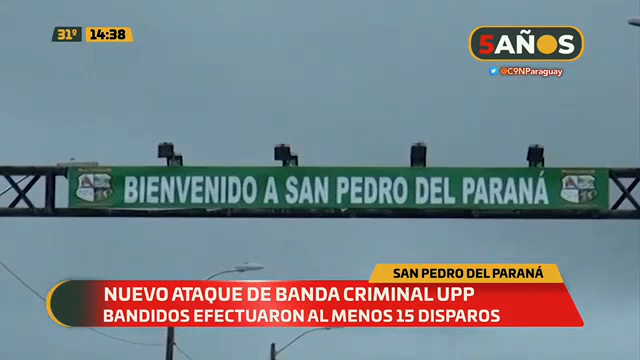 31º 14:38
5AÑOS
@C9NParaguay
BIENVENIDO A SAN PEDRO DEL PARANÁ
SAN PEDRO DEL PARANÁ
NUEVO ATAQUE DE BANDA CRIMINAL UPP
BANDIDOS EFECTUARON AL MENOS 15 DISPAROS